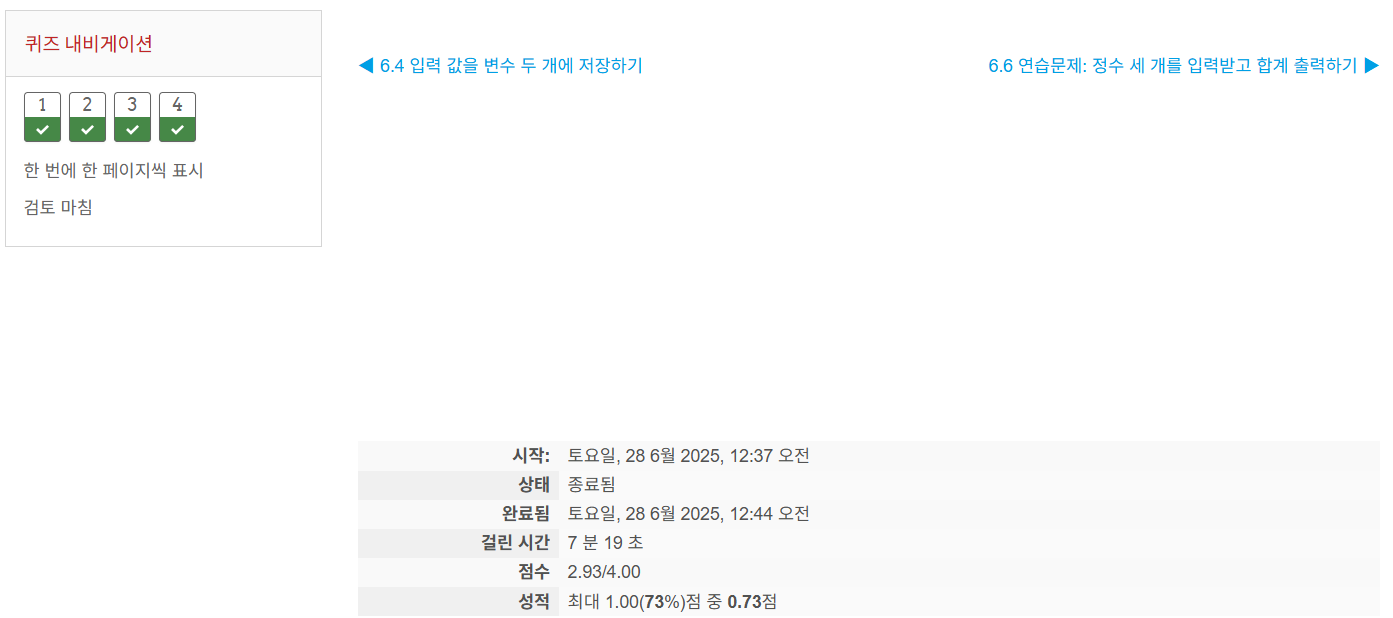 퀴즈 내비게이션
1 2 3 4
한 번에 한 페이지씩 표시
검토 마침
◀ 6.4 입력 값을 변수 두 개에 저장하기
6.6 연습문제: 정수 세 개를 입력받고 합계 출력하기 ▶
시작: 토요일, 28 6월 2025, 12:37 오전
상태 종료됨
완료됨 토요일, 28 6월 2025, 12:44 오전
걸린 시간 7 분 19 초
점수 2.93/4.00
성적 최대 1.00(73%)점 중 0.73점